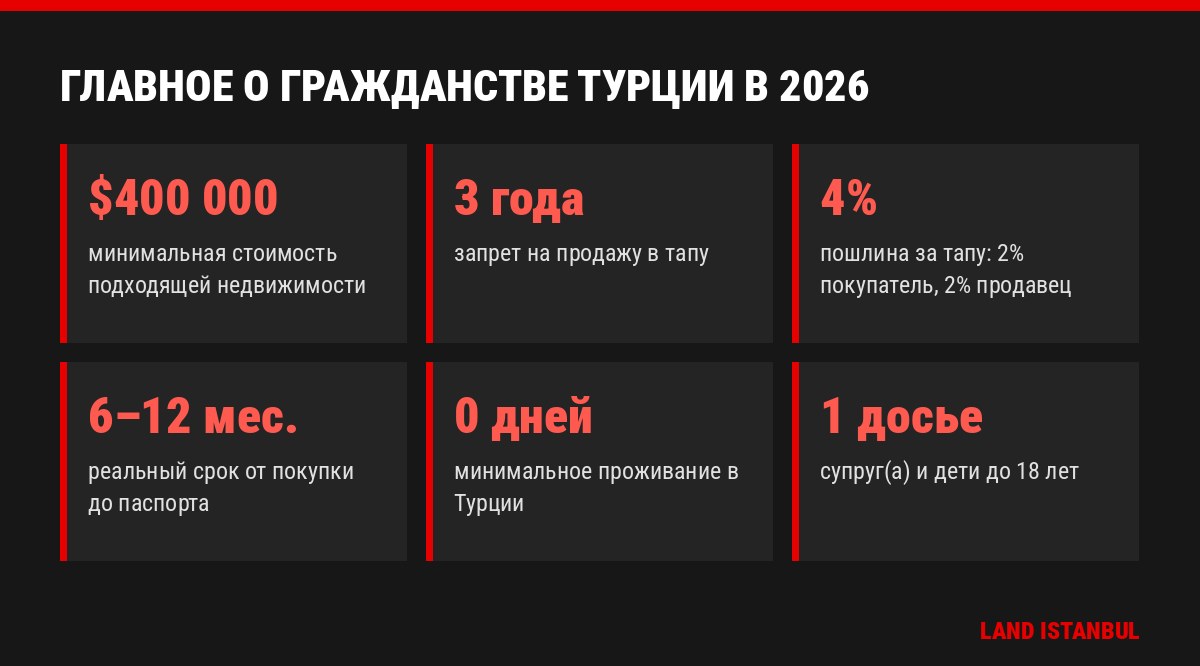 ГЛАВНОЕ О ГРАЖДАНСТВЕ ТУРЦИИ В 2026
$400 000
минимальная стоимость
подходящей недвижимости
3 года
запрет на продажу в тапу
4%
пошлина за тапу: 2%
покупатель, 2% продавец
6–12 мес.
реальный срок от покупки
до паспорта
0 дней
минимальное проживание в
Турции
1 досье
супруг(а) и дети до 18 лет
LAND ISTANBUL